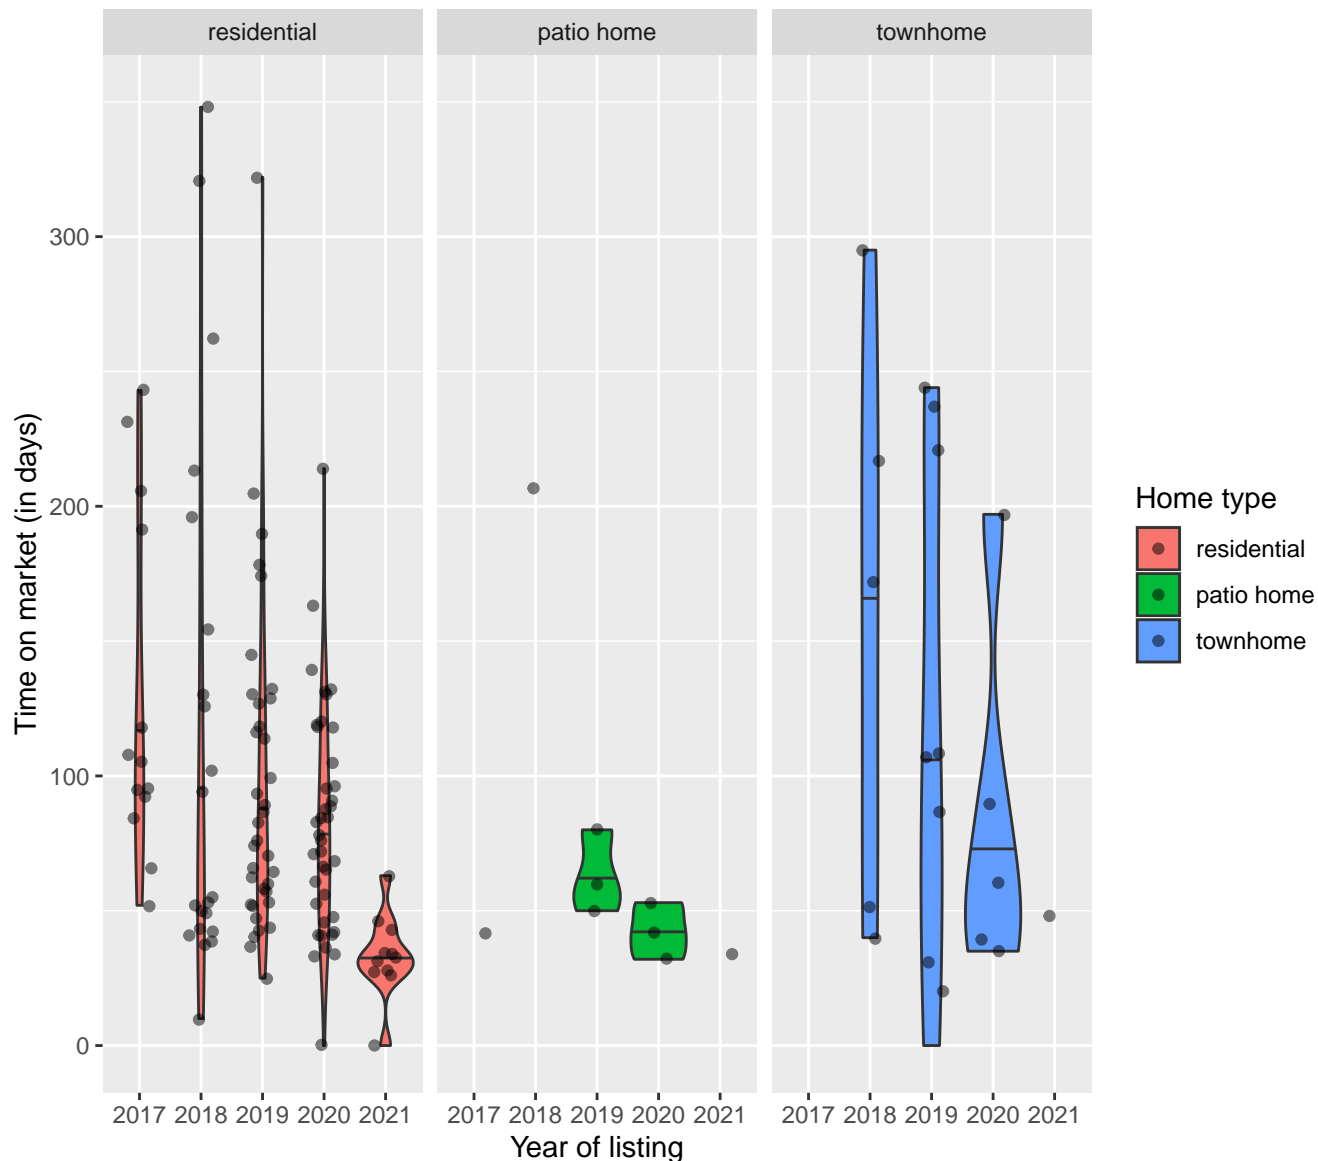 residential patio home townhome
300
200
100
0
Time on market (in days)
2017 2018 2019 2020 2021 2017 2018 2019 2020 2021 2017 2018 2019 2020 2021
Year of listing
Home type
residential
patio home
townhome